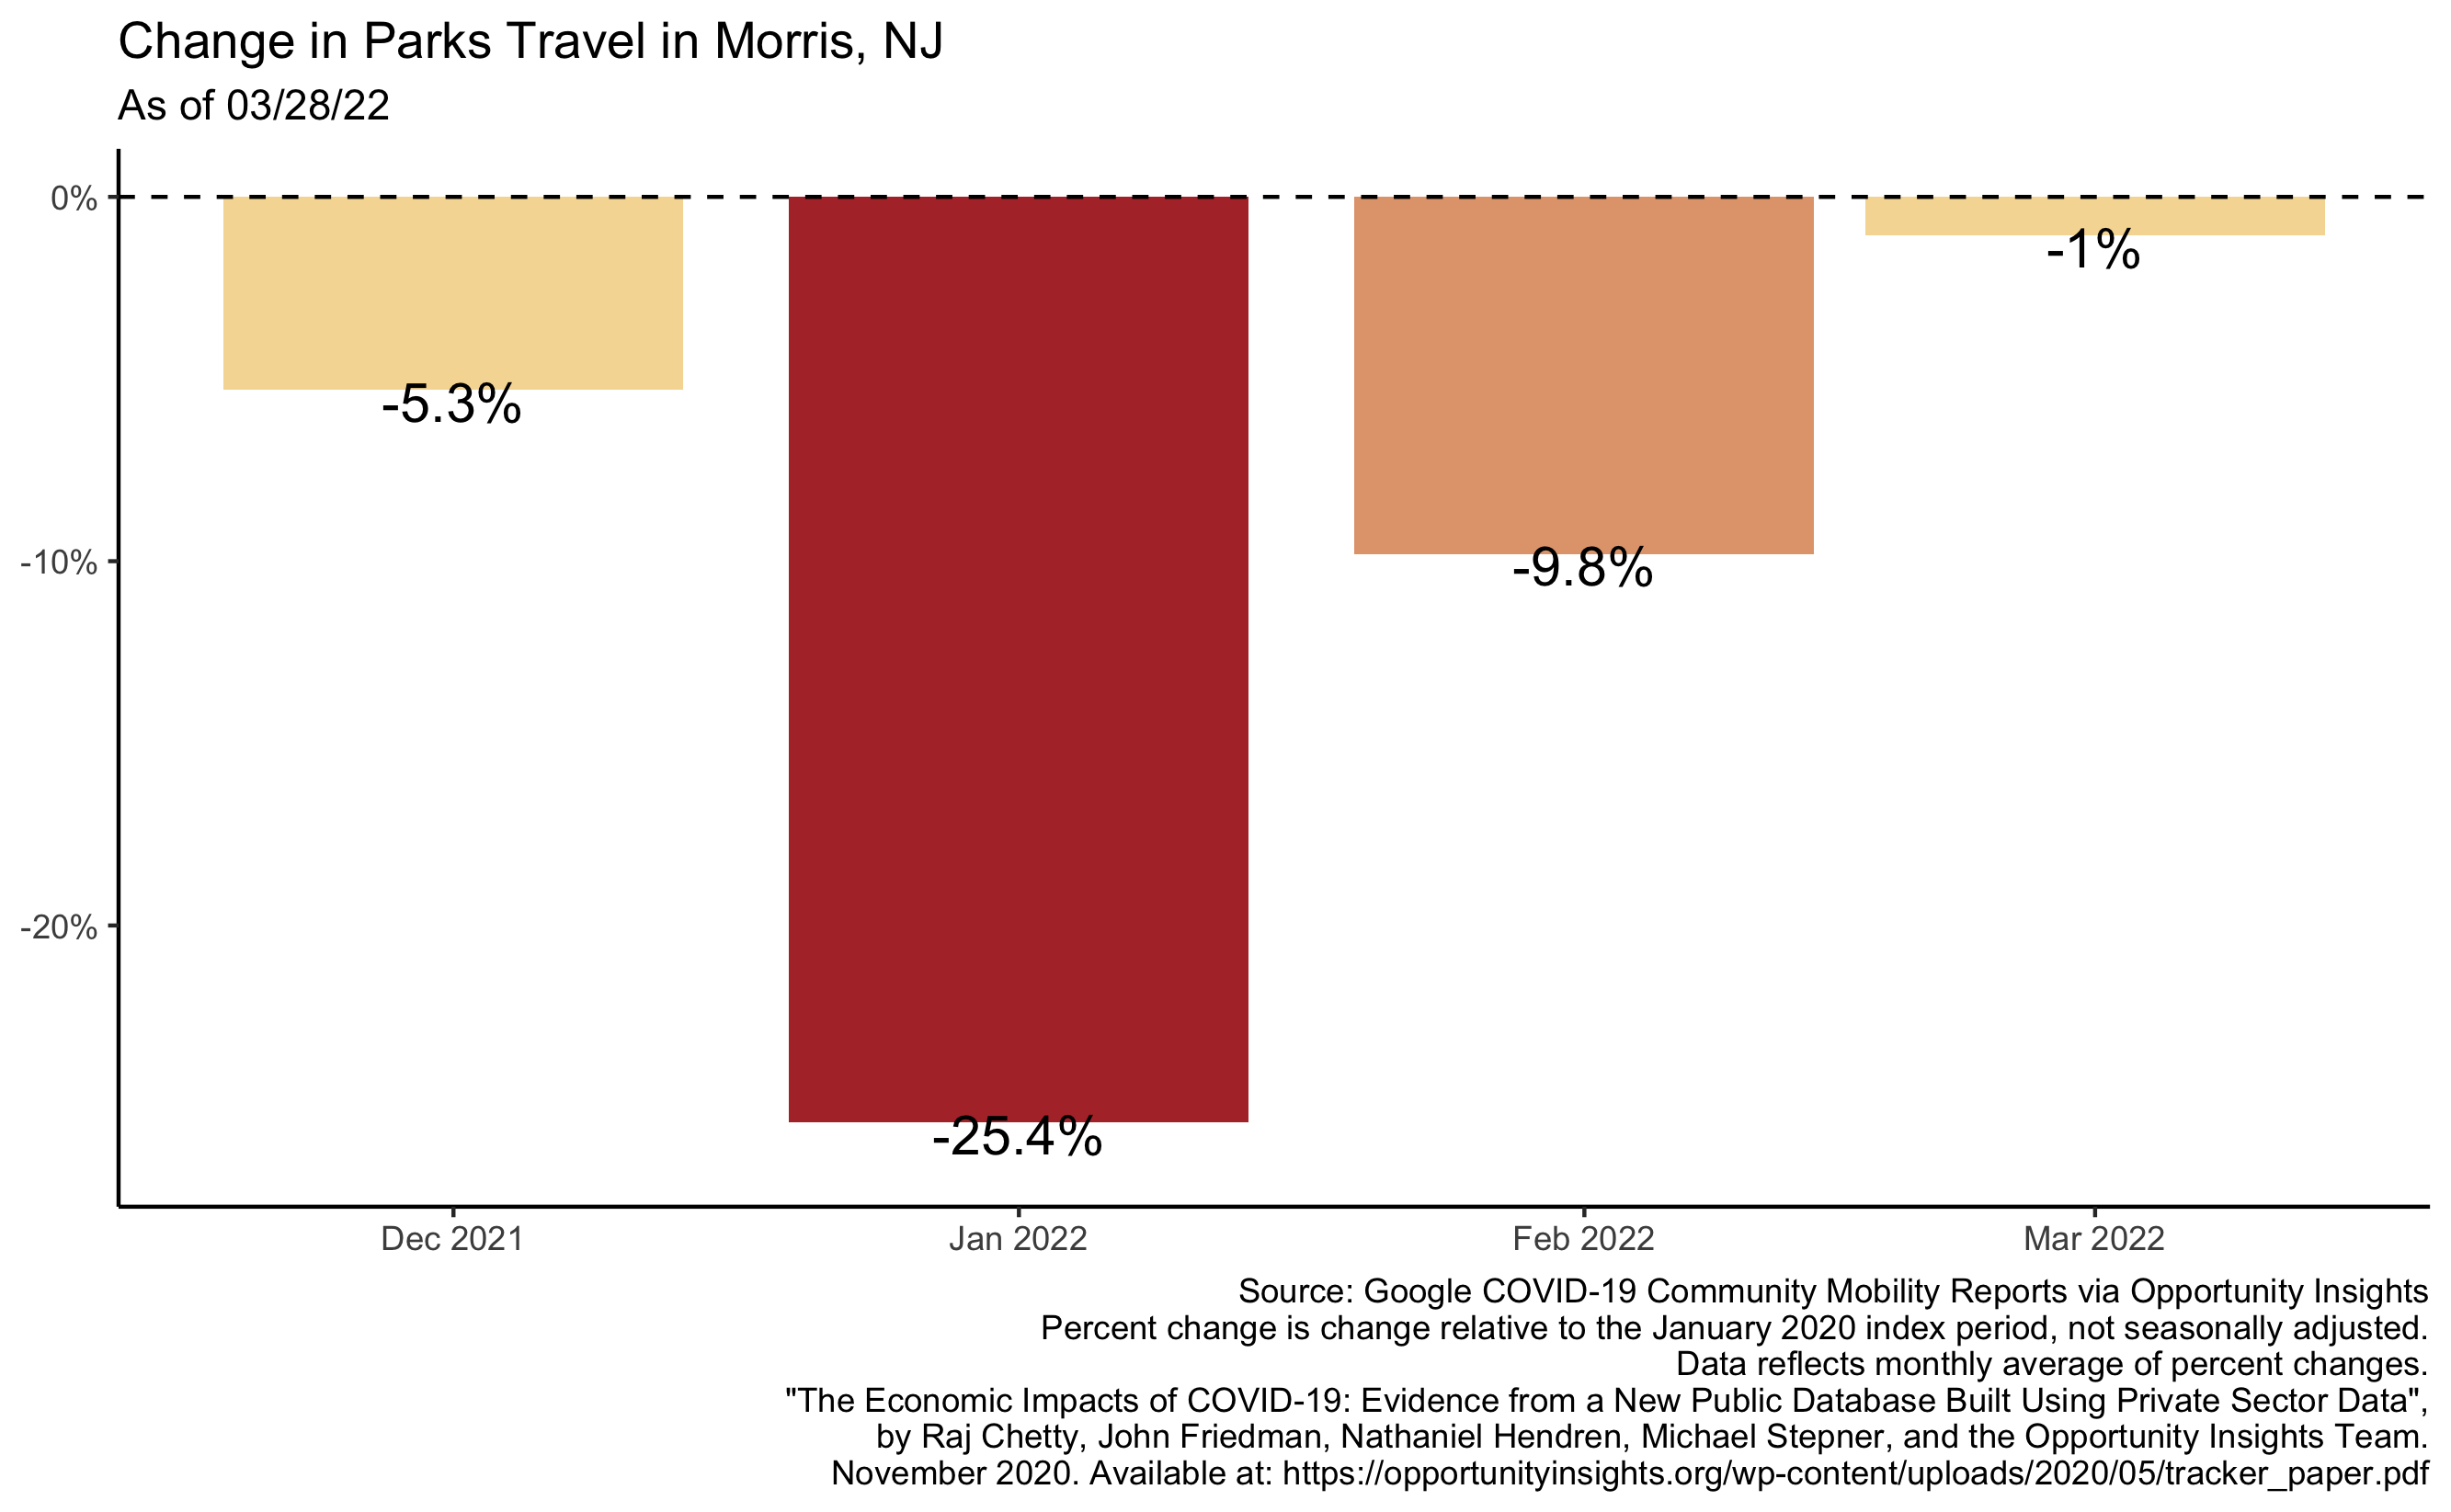 Change in Parks Travel in Morris, NJ
As of 03/28/22
0%
-10%
-20%
-5.3%
-25.4%
-9.8%
-1%
Dec 2021
Jan 2022
Feb 2022
Mar 2022
Source: Google COVID-19 Community Mobility Reports via Opportunity Insights
Percent change is change relative to the January 2020 index period, not seasonally adjusted.
Data reflects monthly average of percent changes.
"The Economic Impacts of COVID-19: Evidence from a New Public Database Built Using Private Sector Data",
by Raj Chetty, John Friedman, Nathaniel Hendren, Michael Stepner, and the Opportunity Insights Team.
November 2020. Available at: https://opportunityinsights.org/wp-content/uploads/2020/05/tracker_paper.pdf